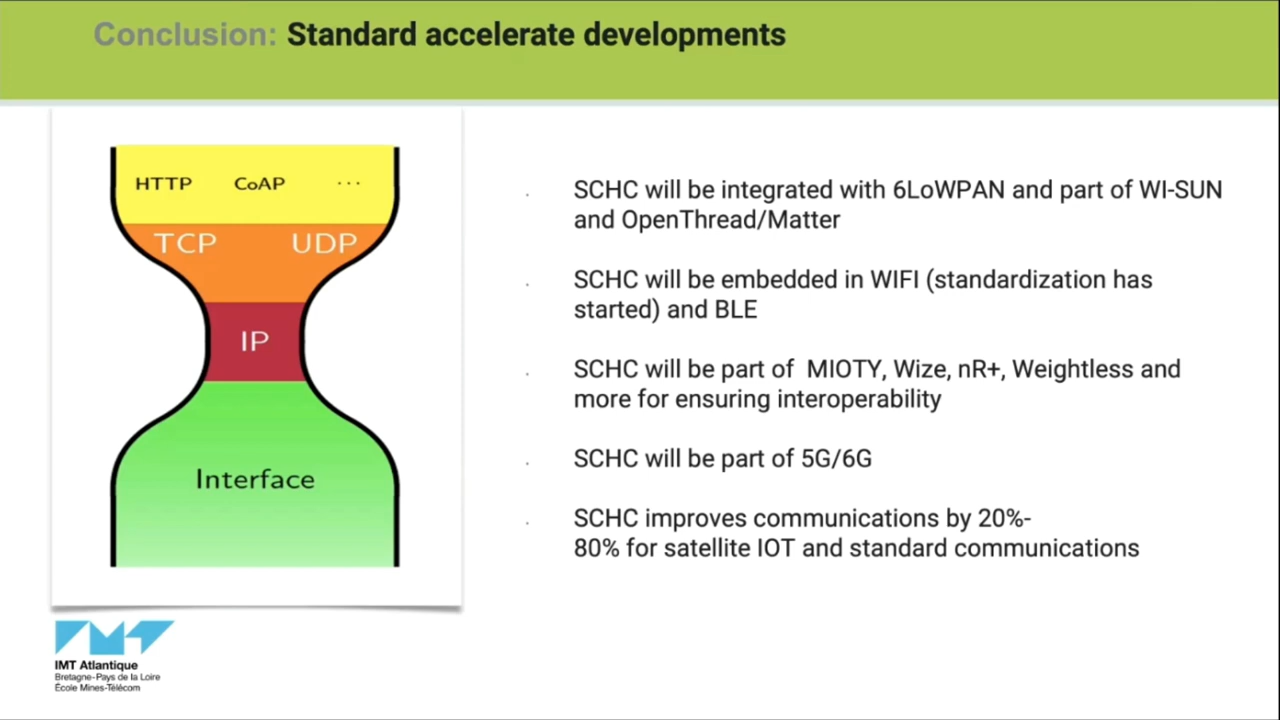 Conclusion: Standard accelerate developments
HTTP CoAP ...
TCP UDP
IP
Interface
SCHC will be integrated with 6LoWPAN and part of WI-SUN
and OpenThread/Matter
SCHC will be embedded in WIFI (standardization has
started) and BLE
SCHC will be part of MIOTY, Wize, nR+, Weightless and
more for ensuring interoperability
SCHC will be part of 5G/6G
SCHC improves communications by 20%-
80% for satellite IOT and standard communications
IMT Atlantique
Bretagne-Pays de la Loire
École Mines-Télécom